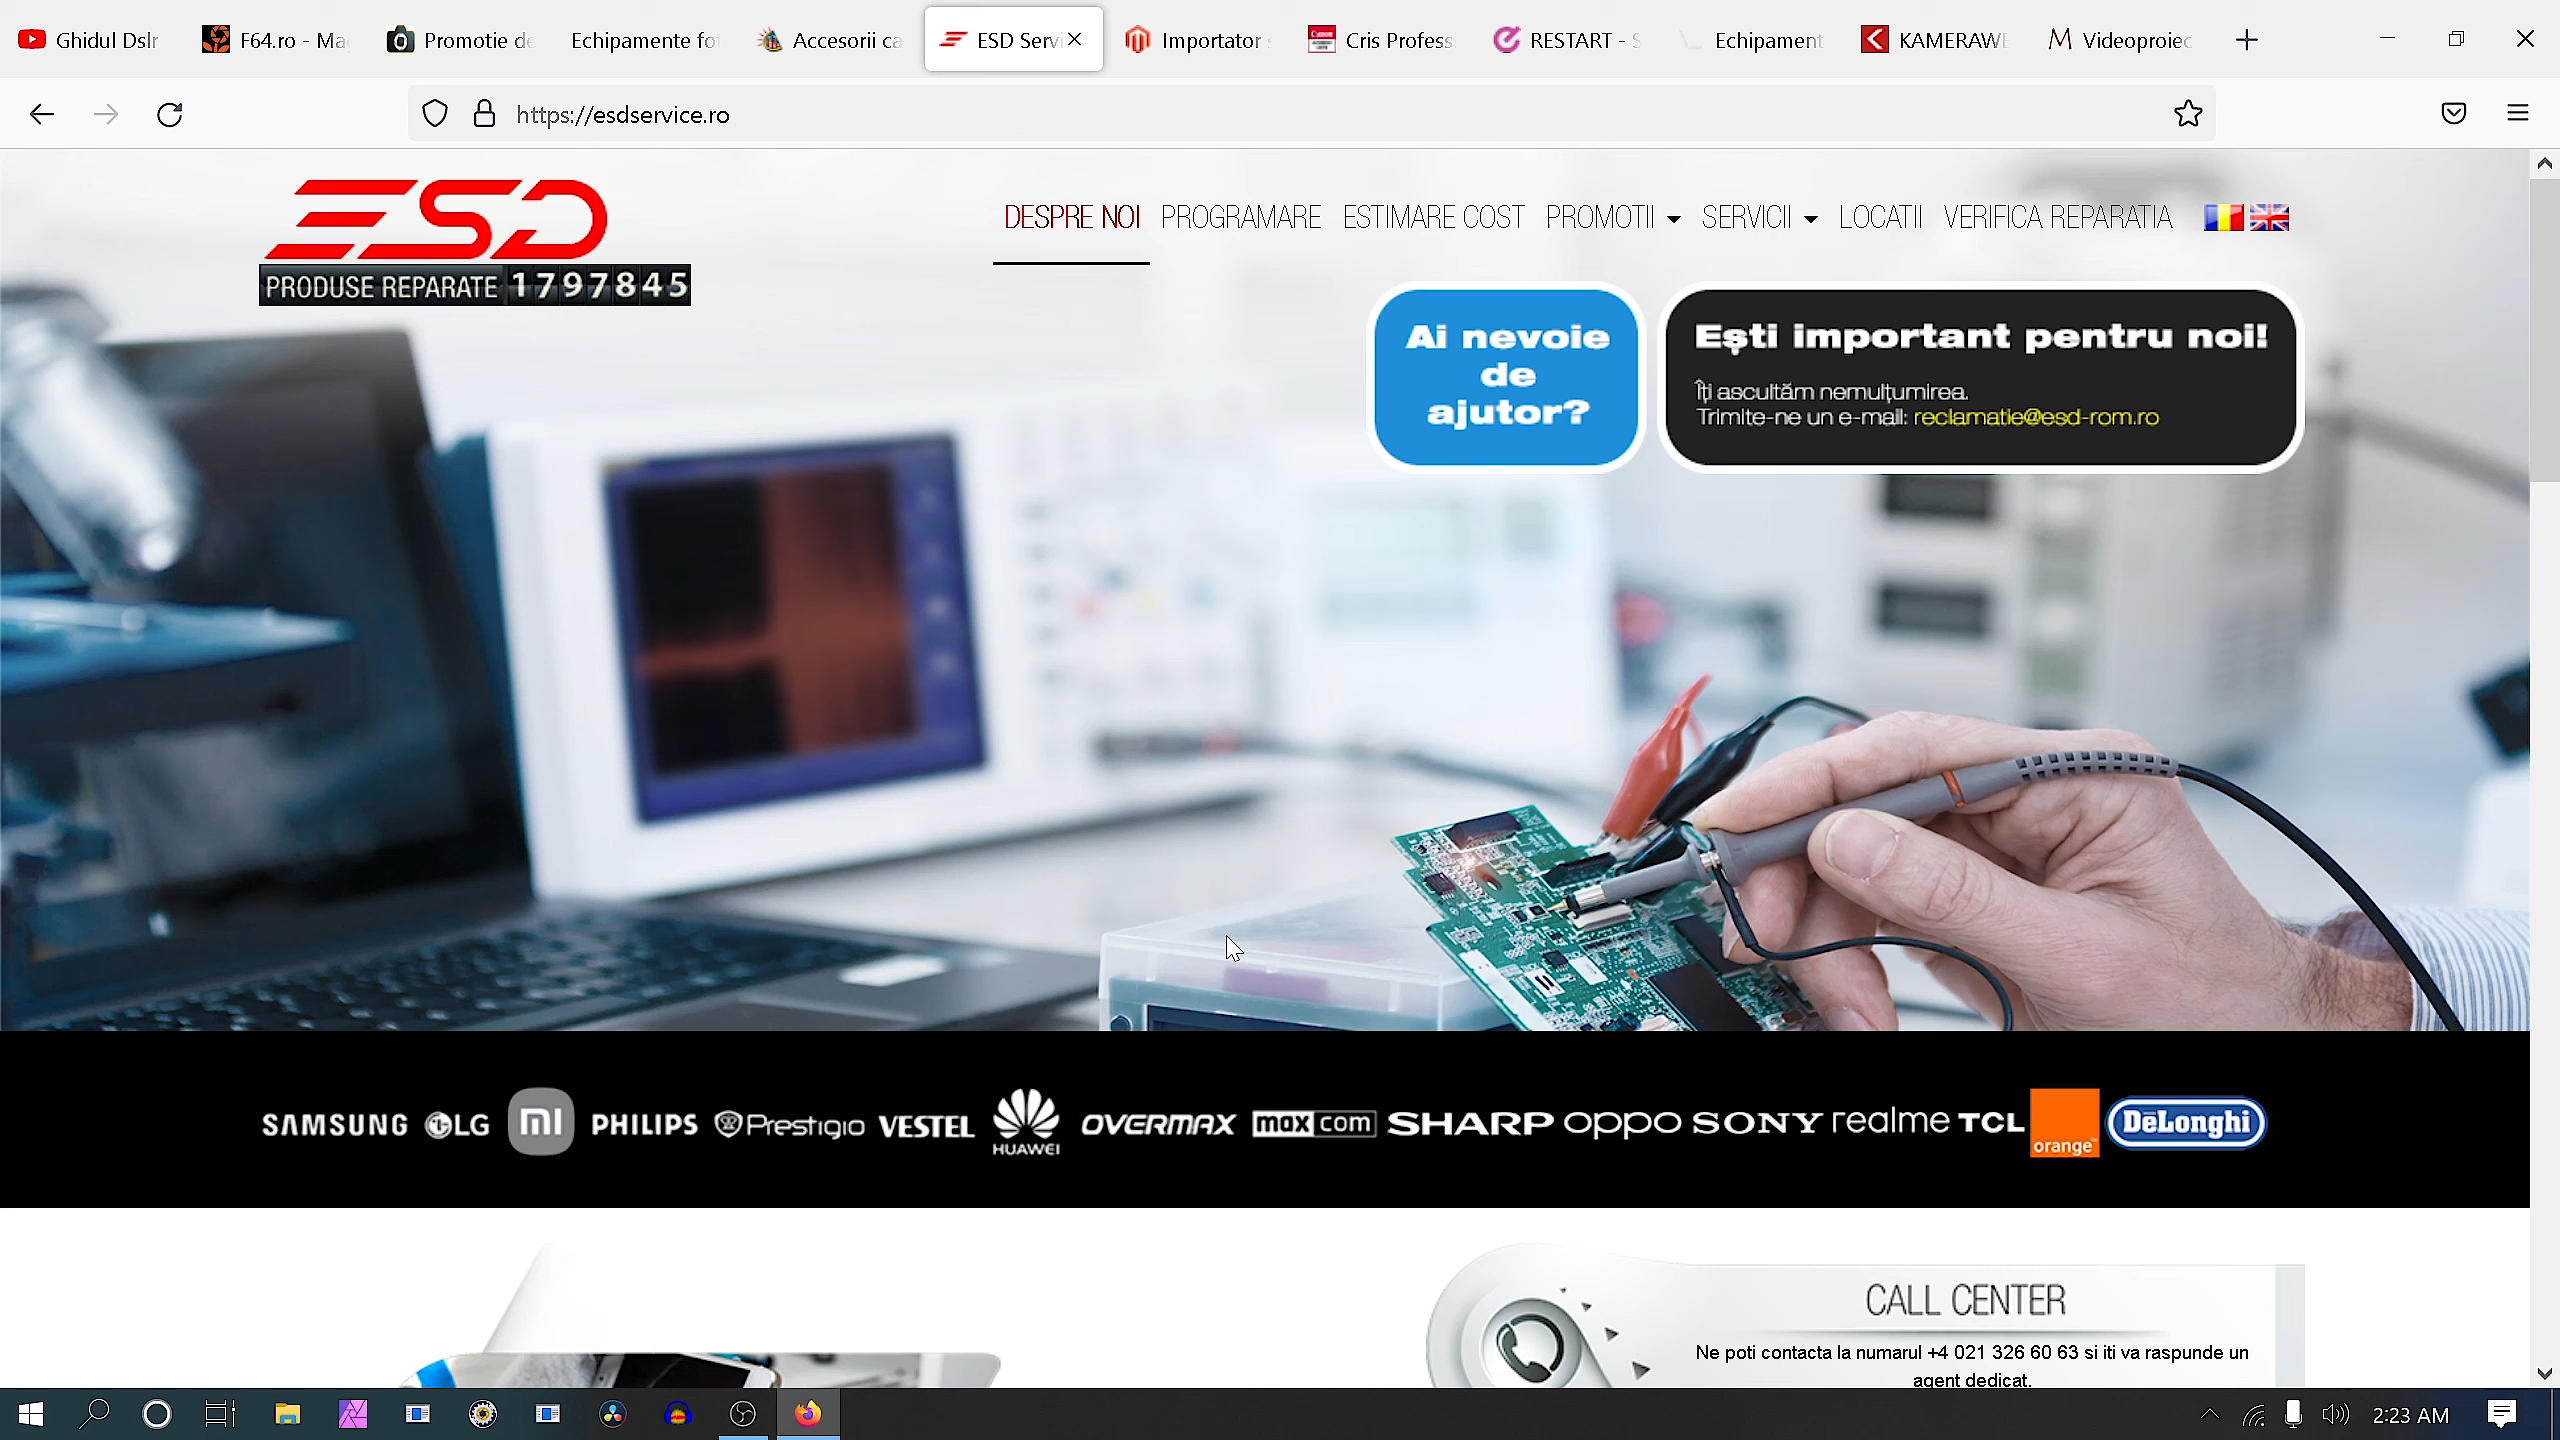 Ghidul Dslr
F64.ro - Ma
Promotie de
Echipamente fo
Accesorii ca
ESD Servi
Importator
Cris Profess
RESTART - S
Echipament
KAMERAWE
Videoproiec
https://esdservice.ro
ESD
PRODUSE REPARATE 1797845
DESPRE NOI PROGRAMARE ESTIMARE COST PROMOTII SERVICII LOCATII VERIFICA REPARATIA
Ai nevoie
de
ajutor?
Ești important pentru noi!
Îți ascultăm nemulțumirea.
Trimite-ne un e-mail: reclamatie@esd-rom.ro
SAMSUNG LG MI PHILIPS Prestigio VESTEL HUAWEI OVERMAX maxcom SHARP oppo SONY realme TCL orange DeLonghi
CALL CENTER
Ne poti contacta la numarul +4 021 326 60 63 si iti va raspunde un
agent dedicat.
2:23 AM